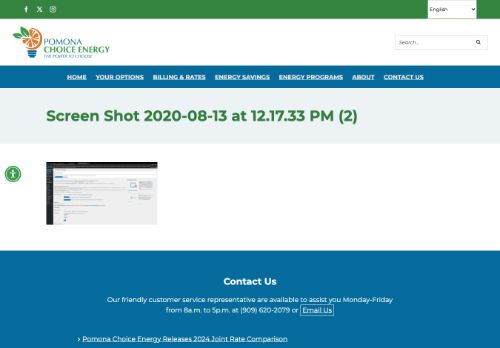 English
POMONA
CHOICE ENERGY
THE POWER TO CHOOSE
Search...
HOME YOUR OPTIONS BILLING & RATES ENERGY SAVINGS ENERGY PROGRAMS ABOUT CONTACT US
Screen Shot 2020-08-13 at 12.17.33 PM (2)
Contact Us
Our friendly customer service representative are available to assist you Monday-Friday
from 8a.m. to 5p.m. at (909) 620-2079 or Email Us
Pomona Choice Energy Releases 2024 Joint Rate Comparison